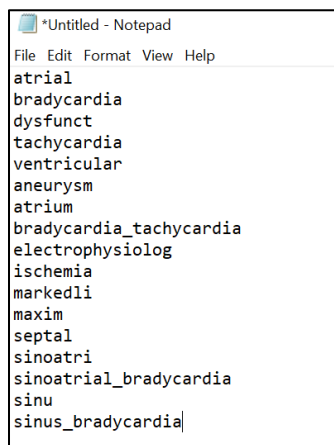 *Untitled - Notepad
File Edit Format View Help
atrial
bradycardia
dysfunct
tachycardia
ventricular
aneurysm
atrium
bradycardia_tachycardia
electrophysiolog
ischemia
markedli
maxim
septal
sinoatri
sinoatrial_bradycardia
sinu
sinus_bradycardia